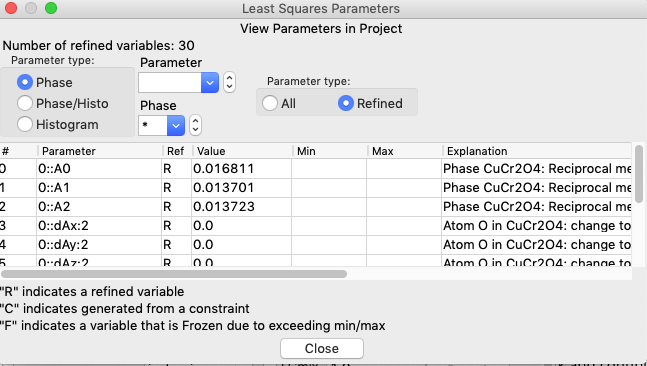 Least Squares Parameters
View Parameters in Project
Number of refined variables: 30
Parameter type:
Phase
Phase/Histo
Histogram
Parameter
Phase
*
Parameter type:
All
Refined
# Parameter Ref Value Min Max Explanation
0 0::A0 R 0.016811 Phase CuCr2O4: Reciprocal me
1 0::A1 R 0.013701 Phase CuCr2O4: Reciprocal me
2 0::A2 R 0.013723 Phase CuCr2O4: Reciprocal me
3 0::dAx:2 R 0.0 Atom O in CuCr2O4: change to
4 0::dAy:2 R 0.0 Atom O in CuCr2O4: change to
5 0::dAz:2 R 0.0 Atom O in CuCr2O4: change to
"R" indicates a refined variable
"C" indicates generated from a constraint
"F" indicates a variable that is Frozen due to exceeding min/max
Close